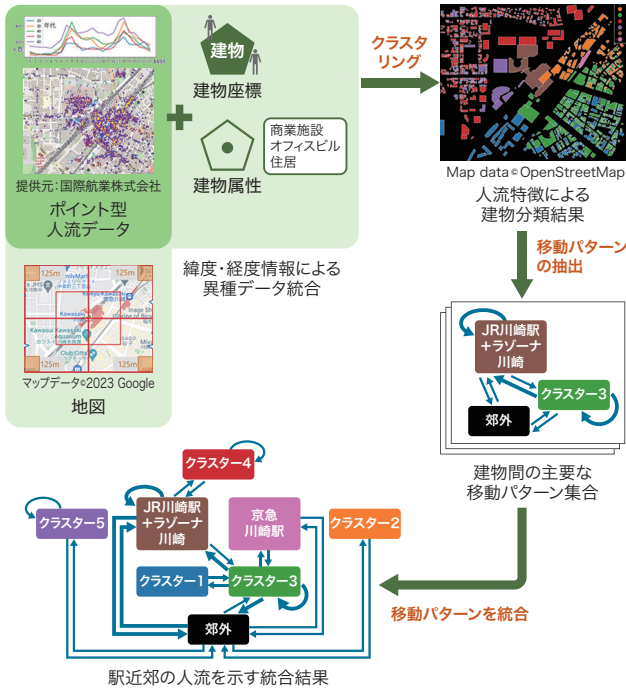 年代
建物
建物座標
商業施設
オフィスビル
住居
建物属性
提供元:国際航業株式会社
ポイント型
人流データ
緯度・経度情報による
異種データ統合
125m
125m
Kawasaki
Kawasui Kawasaki
Aquarium
Club Citta
125m
125m
マップデータ©2023 Google
地図
クラスタ
リング
Map data©OpenStreetMap
人流特徴による
建物分類結果
移動パターン
の抽出
JR川崎駅
+ラゾーナ
川崎
クラスター3
郊外
建物間の主要な
移動パターン集合
移動パターンを統合
クラスター4
クラスター5
JR川崎駅
+ラゾーナ
川崎
京急
川崎駅
クラスター2
クラスター1
クラスター3
郊外
駅近郊の人流を示す統合結果